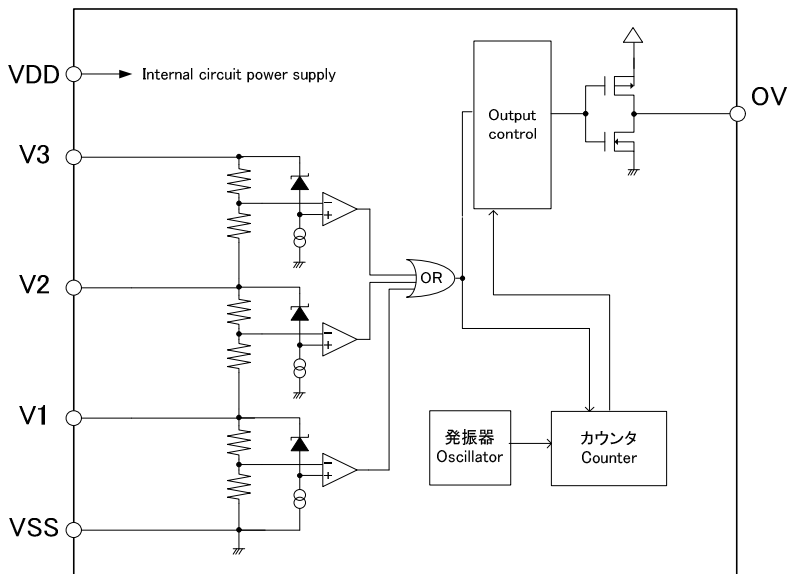 VDD
Internal circuit power supply
OV
Output
control
V3
−
+
OR
V2
−
+
V1
−
+
発振器
Oscillator
カウンタ
Counter
VSS